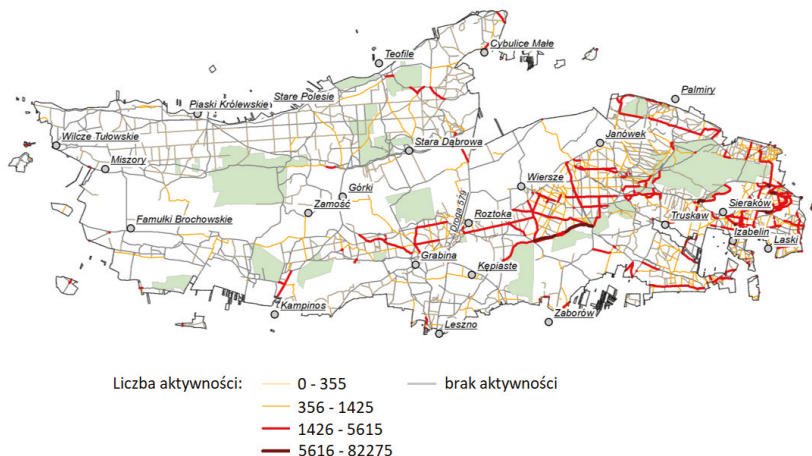 Cybulice Małe
Teofile
Palmiry
Stare Polesie
Piaski Królewskie
Janówek
Wilcze Tułowskie
Stara Dąbrowa
Miszory
Wiersze
Górki
Zamość
Droga 579
Sieraków
Roztoka
Truskaw
Famułki Brochowskie
Izabelin
Laski
Grabina
Kępiaste
Kampinos
Zaborów
Leszno
Liczba aktywności:
0 - 355
brak aktywności
356 - 1425
1426 - 5615
5616 - 82275